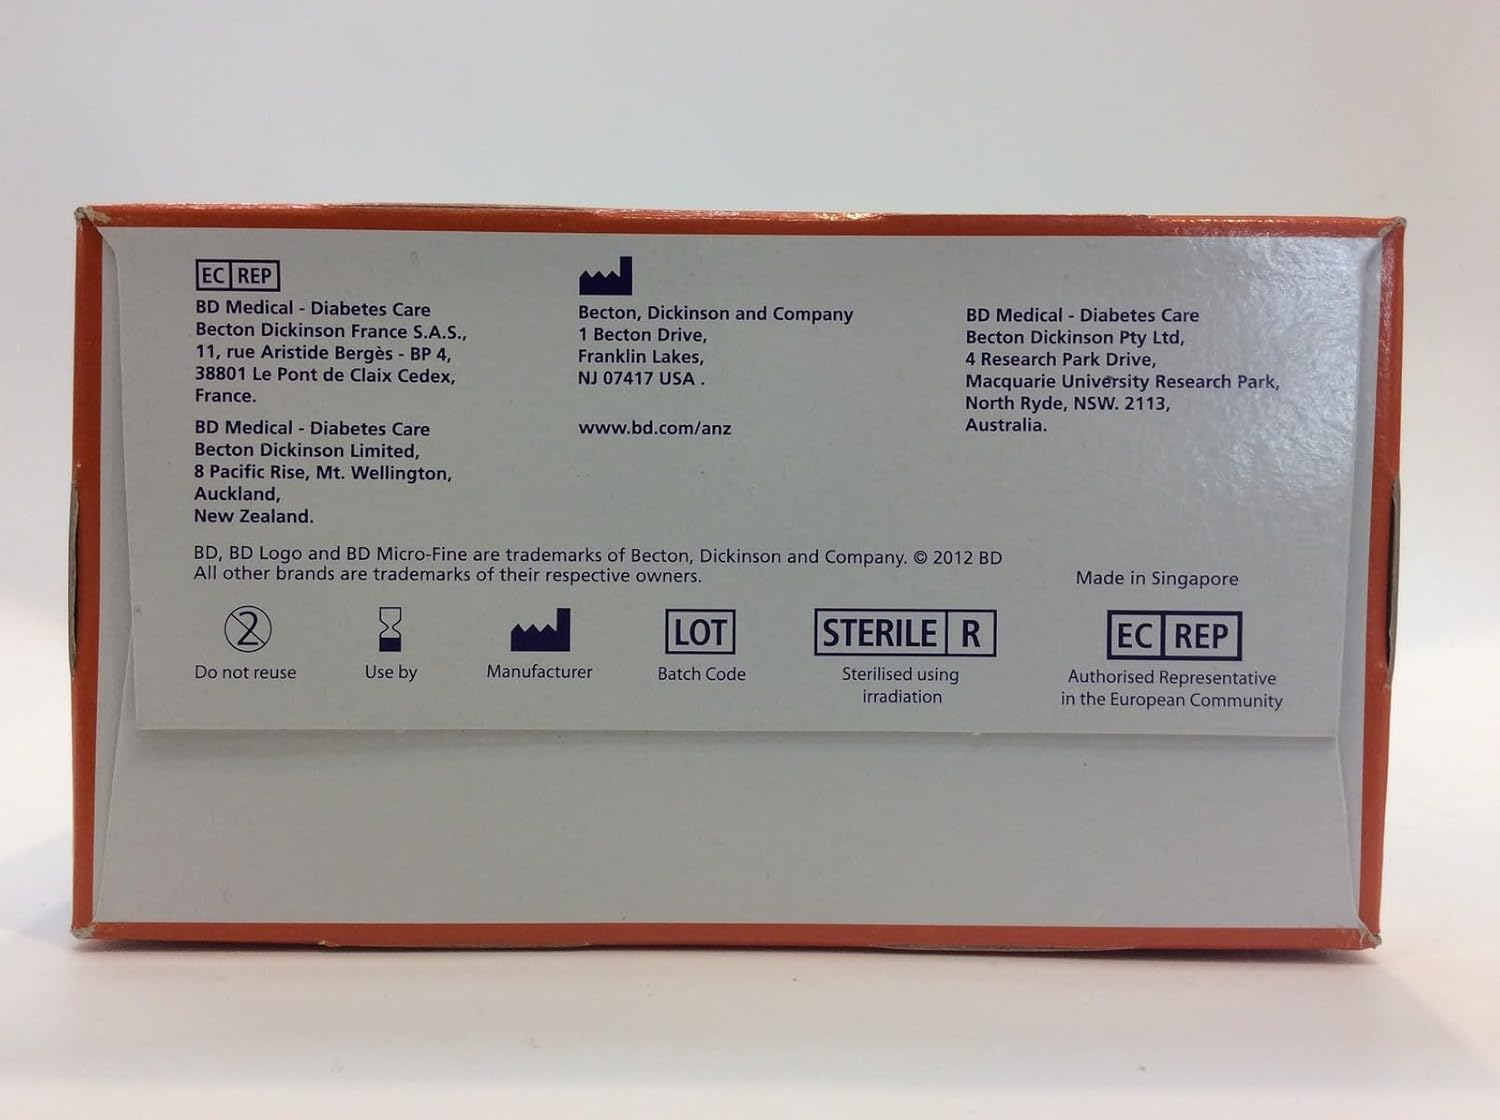 EC REP
BD Medical - Diabetes Care
Becton Dickinson France S.A.S.,
11, rue Aristide Bergès - BP 4,
38801 Le Pont de Claix Cedex,
France.
BD Medical - Diabetes Care
Becton Dickinson Limited,
8 Pacific Rise, Mt. Wellington,
Auckland,
New Zealand.
Becton, Dickinson and Company
1 Becton Drive,
Franklin Lakes,
NJ 07417 USA .
www.bd.com/anz
BD Medical - Diabetes Care
Becton Dickinson Pty Ltd,
4 Research Park Drive,
Macquarie University Research Park,
North Ryde, NSW. 2113,
Australia.
BD, BD Logo and BD Micro-Fine are trademarks of Becton, Dickinson and Company. © 2012 BD
All other brands are trademarks of their respective owners.
Made in Singapore
2
Do not reuse
Use by
Manufacturer
LOT
Batch Code
STERILE R
Sterilised using
irradiation
EC REP
Authorised Representative
in the European Community